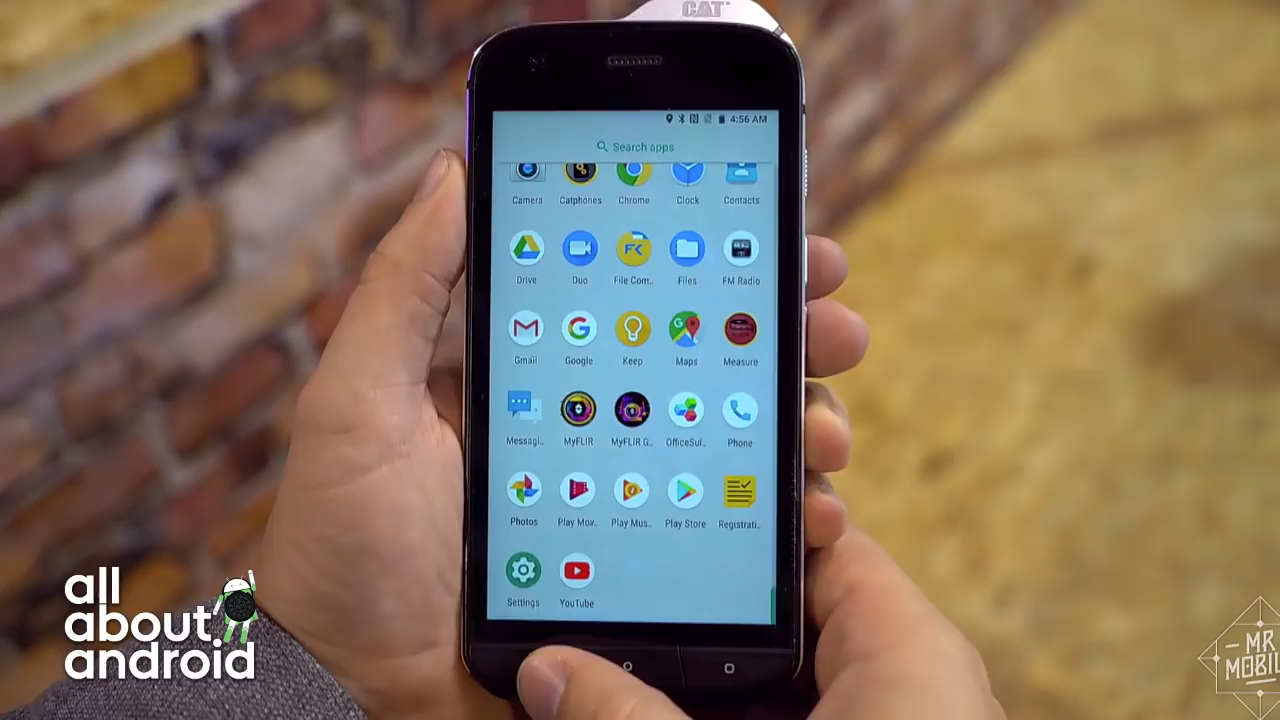 CAT
4:56 AM
Search apps
Camera Catphones Chrome Clock Contacts
Drive Duo File Com.. Files FM Radio
Gmail Google Keep Maps Measure
Messagi.. MyFLIR MyFLIR G.. OfficeSui.. Phone
Photos Play Mov.. Play Mus.. Play Store Registrati..
Settings YouTube
all
about
android
MR
MOBIL